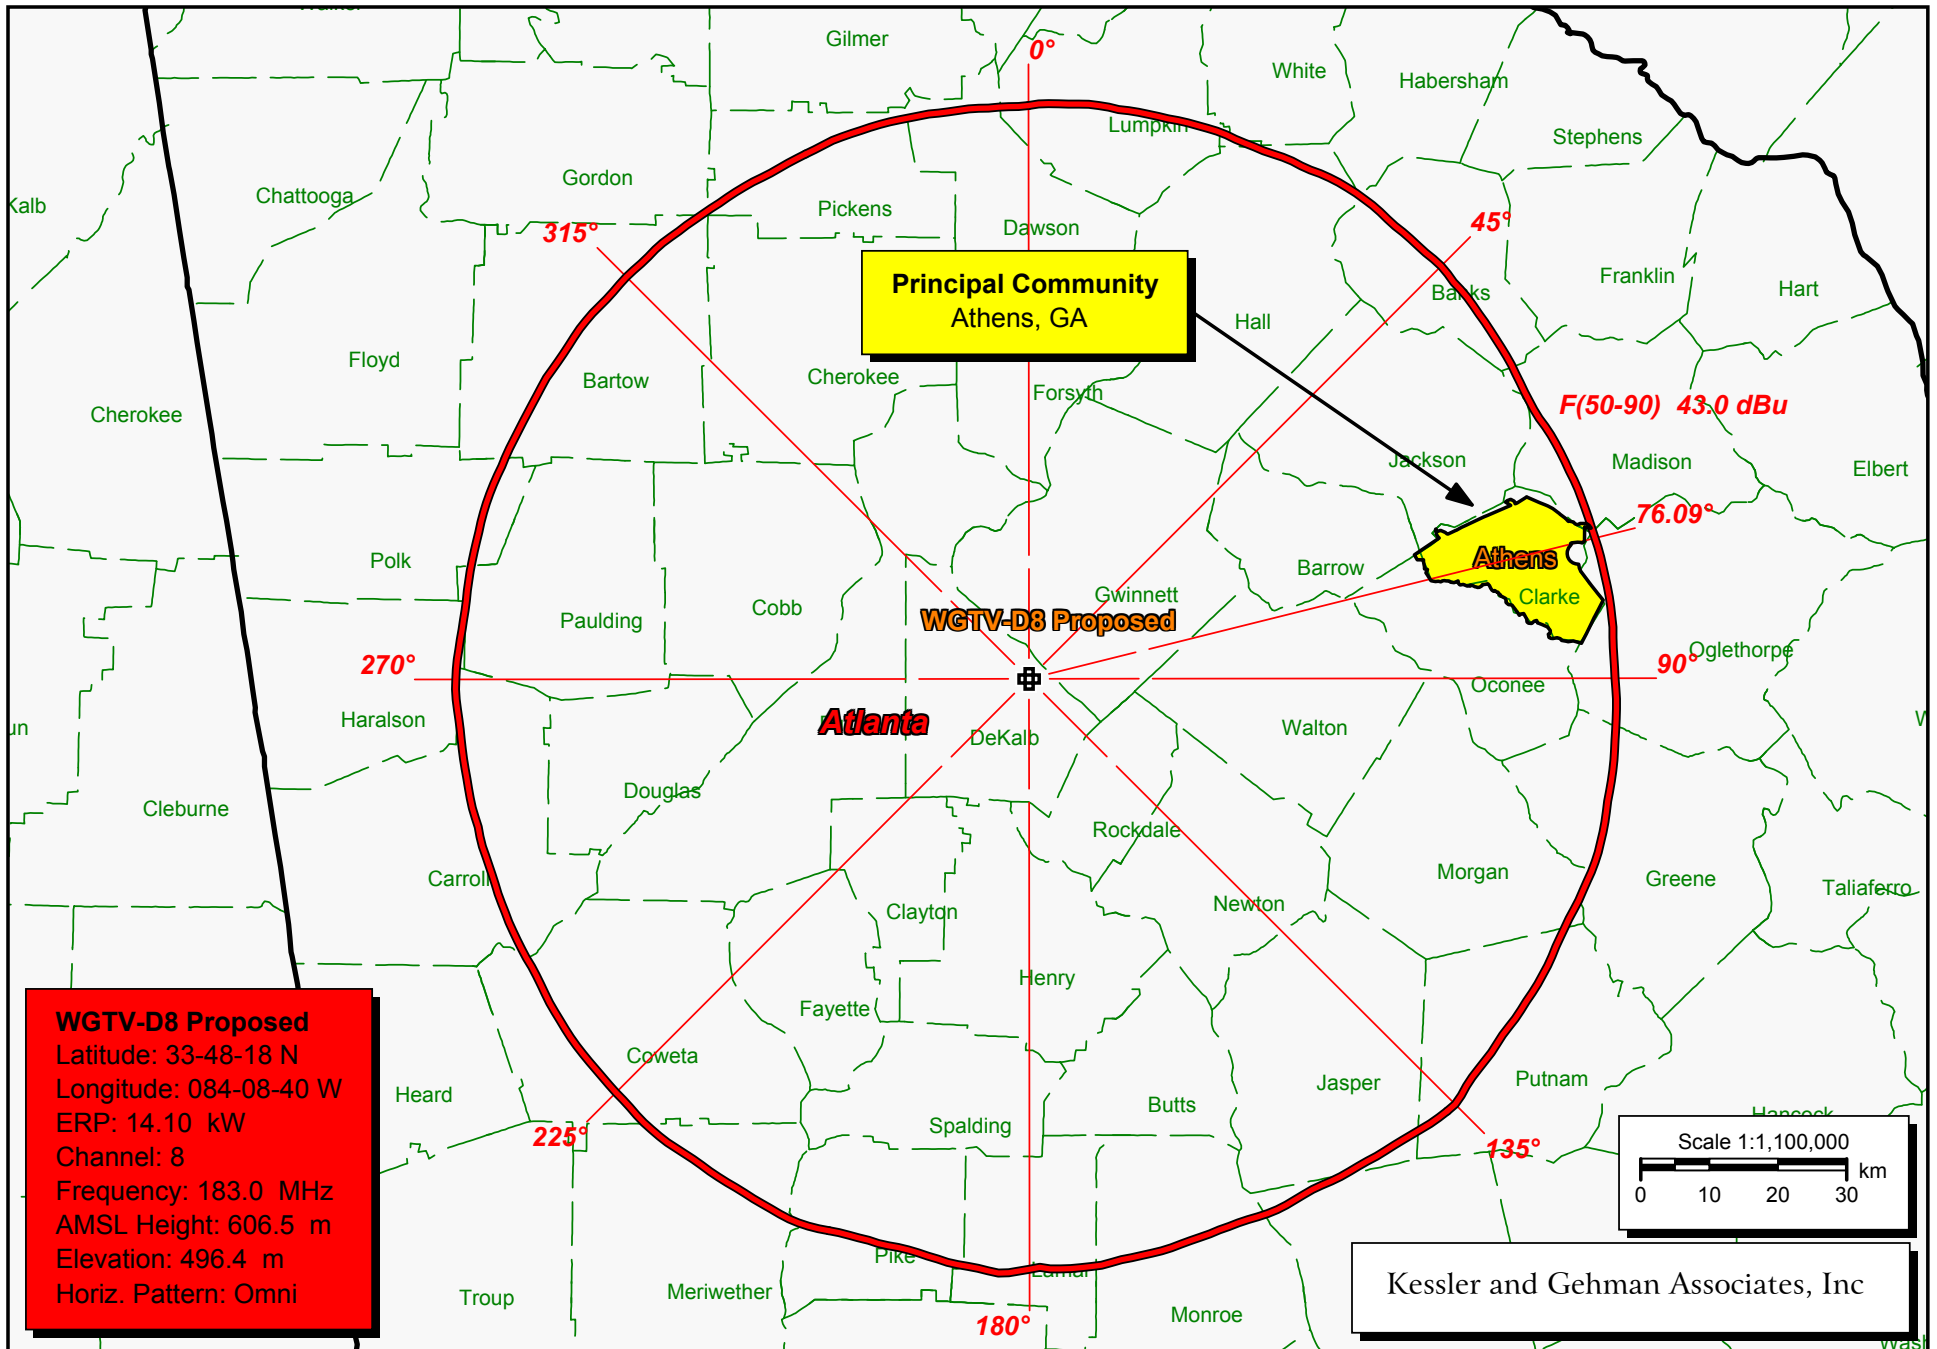 Gilmer
0°
White
Habersham
Lumpkin
Stephens
Chattooga
Gordon
Kalb
Pickens
Dawson
315°
45°
Principal Community
Athens, GA
Franklin
Hart
Banks
Hall
Floyd
Bartow
Cherokee
Forsyth
Cherokee
F(50-90) 43.0 dBu
Jackson
Madison
Elbert
76.09°
Polk
Athens
Barrow
Gwinnett
Clarke
Paulding
Cobb
WGTV-D8 Proposed
Oglethorpe
270°
90°
Oconee
Haralson
Atlanta
DeKalb
Walton
un
Douglas
Cleburne
Rockdale
Carroll
Morgan
Greene
Taliaferro
Clayton
Newton
Henry
Fayette
WGTV-D8 Proposed
Latitude: 33-48-18 N
Longitude: 084-08-40 W
ERP: 14.10 kW
Channel: 8
Frequency: 183.0 MHz
AMSL Height: 606.5 m
Elevation: 496.4 m
Horiz. Pattern: Omni
Coweta
Heard
Jasper
Putnam
Butts
Hancock
Spalding
225°
135°
Scale 1:1,100,000
km
0 10 20 30
Pike
Lamar
Meriwether
Troup
Monroe
180°
Kessler and Gehman Associates, Inc